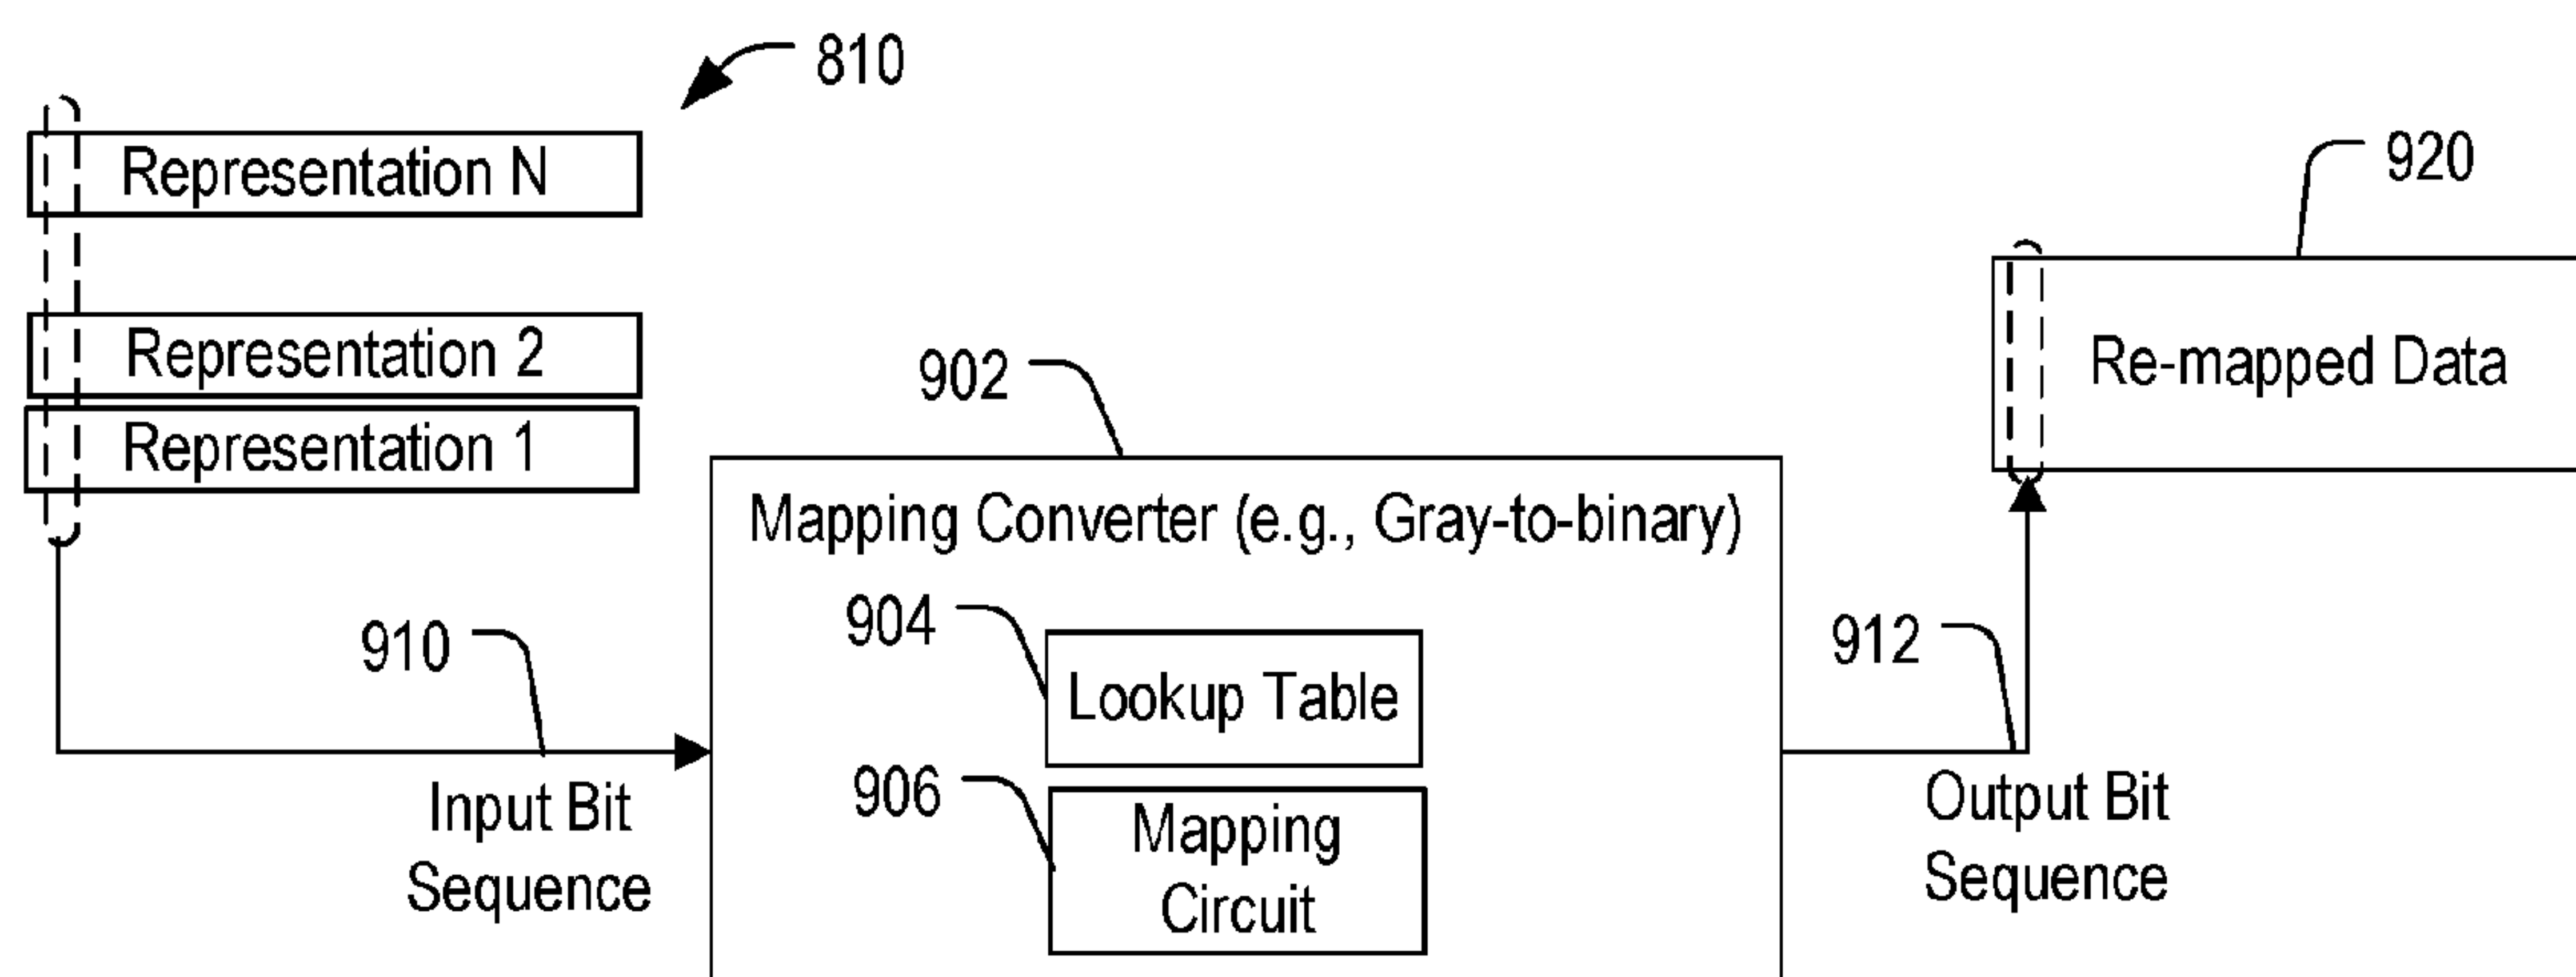 810
Representation N
920
Representation 2
902
Re-mapped Data
Representation 1
Mapping Converter (e.g., Gray-to-binary)
904
910
912
Lookup Table
906
Input Bit
Sequence
Mapping
Circuit
Output Bit
Sequence